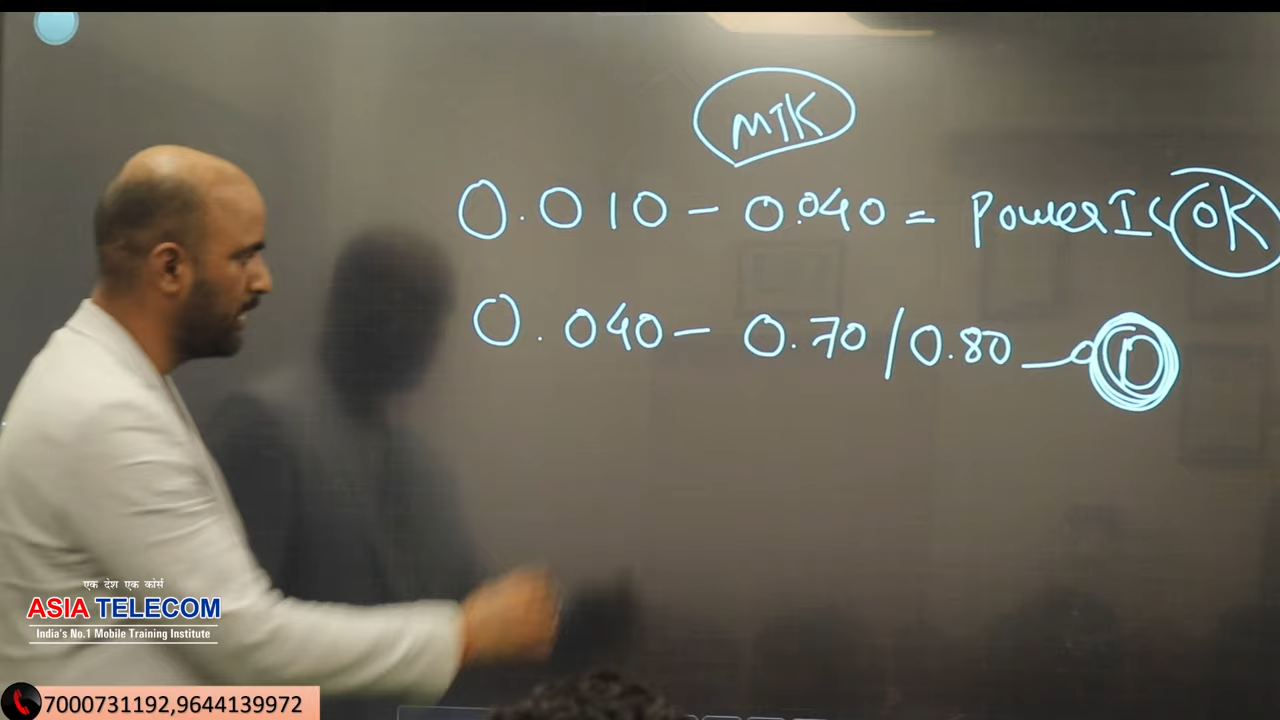 MTK
0.010 - 0.040 = Power IC OK
0.040 - 0.70/0.80
एक देश एक कोर्स
ASIA TELECOM
India's No.1 Mobile Training Institute
7000731192,9644139972